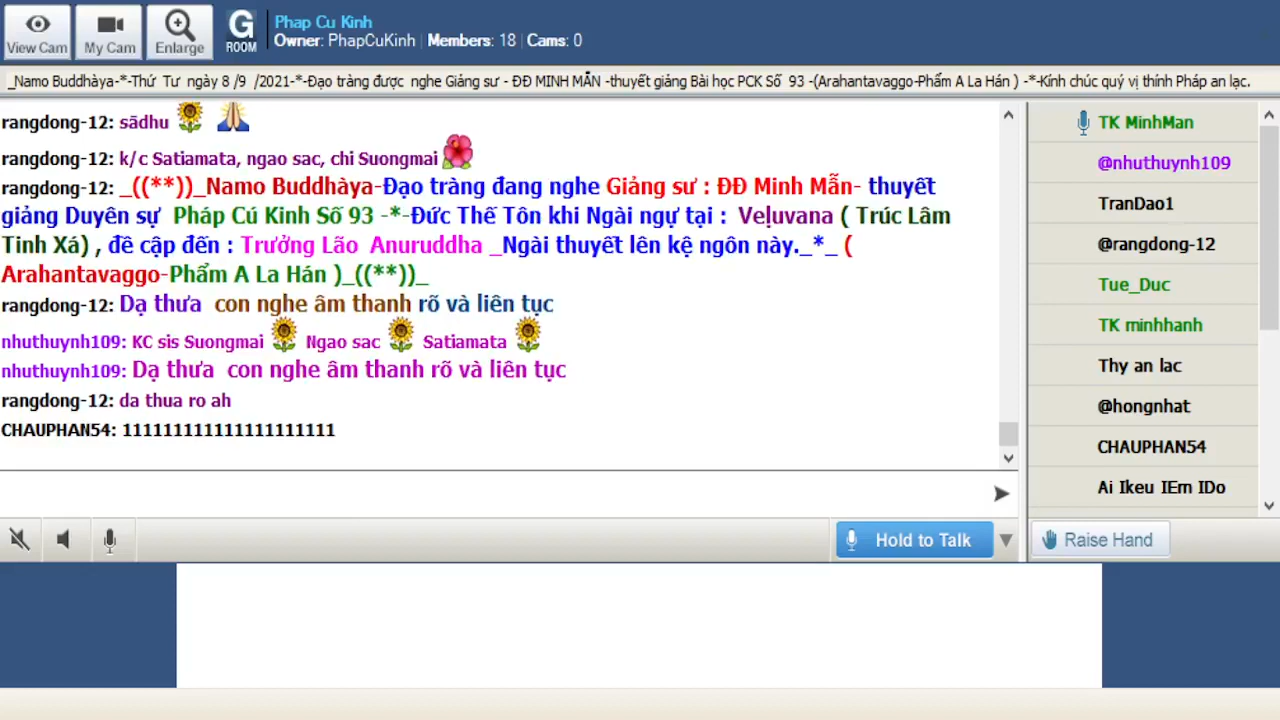 View Cam
My Cam
Enlarge
G
ROOM
Phap Cu Kinh
Owner: PhapCuKinh | Members: 18 | Cams: 0
_Namo Buddhàya-*-Thứ Tư ngày 8 /9 /2021-*-Đạo tràng được nghe Giảng sư - ĐĐ MINH MẪN -thuyết giảng Bài học PCK Số 93 -(Arahantavaggo-Phẩm A La Hán ) -*-Kính chúc quý vị thính Pháp an lạc.
rangdong-12: sādhu
rangdong-12: k/c Satiamata, ngao sac, chi Suongmai
rangdong-12: _((**))_Namo Buddhàya-Đạo tràng đang nghe Giảng sư : ĐĐ Minh Mẫn- thuyết
giảng Duyên sự Pháp Cú Kinh Số 93 -*-Đức Thế Tôn khi Ngài ngự tại : Veḷuvana ( Trúc Lâm
Tinh Xá) , đề cập đến : Trưởng Lão Anuruddha _Ngài thuyết lên kệ ngôn này._*_ (
Arahantavaggo-Phẩm A La Hán )_((**))_
rangdong-12: Dạ thưa con nghe âm thanh rõ và liên tục
nhuthuynh109: KC sis Suongmai Ngao sac Satiamata
nhuthuynh109: Dạ thưa con nghe âm thanh rõ và liên tục
rangdong-12: da thua ro ah
CHAUPHAN54: 111111111111111111111
TK MinhMan
@nhuthuynh109
TranDao1
@rangdong-12
Tue_Duc
TK minhhanh
Thy an lac
@hongnhat
CHAUPHAN54
Ai Ikeu IEm IDo
Hold to Talk
Raise Hand